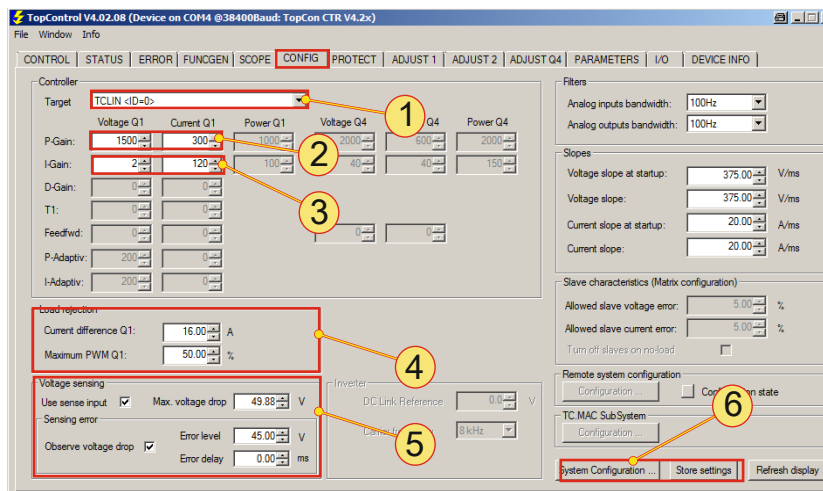 TopControl V4.02.08 (Device on COM4 @38400Baud: TopCon CTR V4.2x)
File Window Info
CONTROL STATUS ERROR FUNCGEN SCOPE CONFIG PROTECT ADJUST 1 ADJUST 2 ADJUST Q4 PARAMETERS I/O DEVICE INFO
Controller
Target TCLIN <ID=0>
1
Voltage Q1 Current Q1 Power Q1 Voltage Q4 Q4 Power Q4
P-Gain: 1500 300 1000 2000 600 2000
2
I-Gain: 2 120 100 40 40 150
D-Gain: 0 0
3
T1: 0 0
Feedfwd: 0 0 0 0
P-Adaptiv: 200 0
I-Adaptiv: 200 0
Load rejection
Current difference Q1: 16.00 A
Maximum PWM Q1: 50.00 %
4
Voltage sensing
Use sense input Max. voltage drop 49.88 V
Sensing error
Observe voltage drop
Error level 45.00 V
Error delay 0.00 ms
5
Inverter
DC Link Reference 0.0 V
8 kHz
Filters
Analog inputs bandwidth: 100Hz
Analog outputs bandwidth: 100Hz
Slopes
Voltage slope at startup: 375.00 V/ms
Voltage slope: 375.00 V/ms
Current slope at startup: 20.00 A/ms
Current slope: 20.00 A/ms
Slave characteristics (Matrix configuration)
Allowed slave voltage error: 5.00 %
Allowed slave current error: 5.00 %
Turn off slaves on no-load
Remote system configuration
Configuration ... state
6
TC.MAC SubSystem
Configuration ...
System Configuration ... Store settings Refresh display